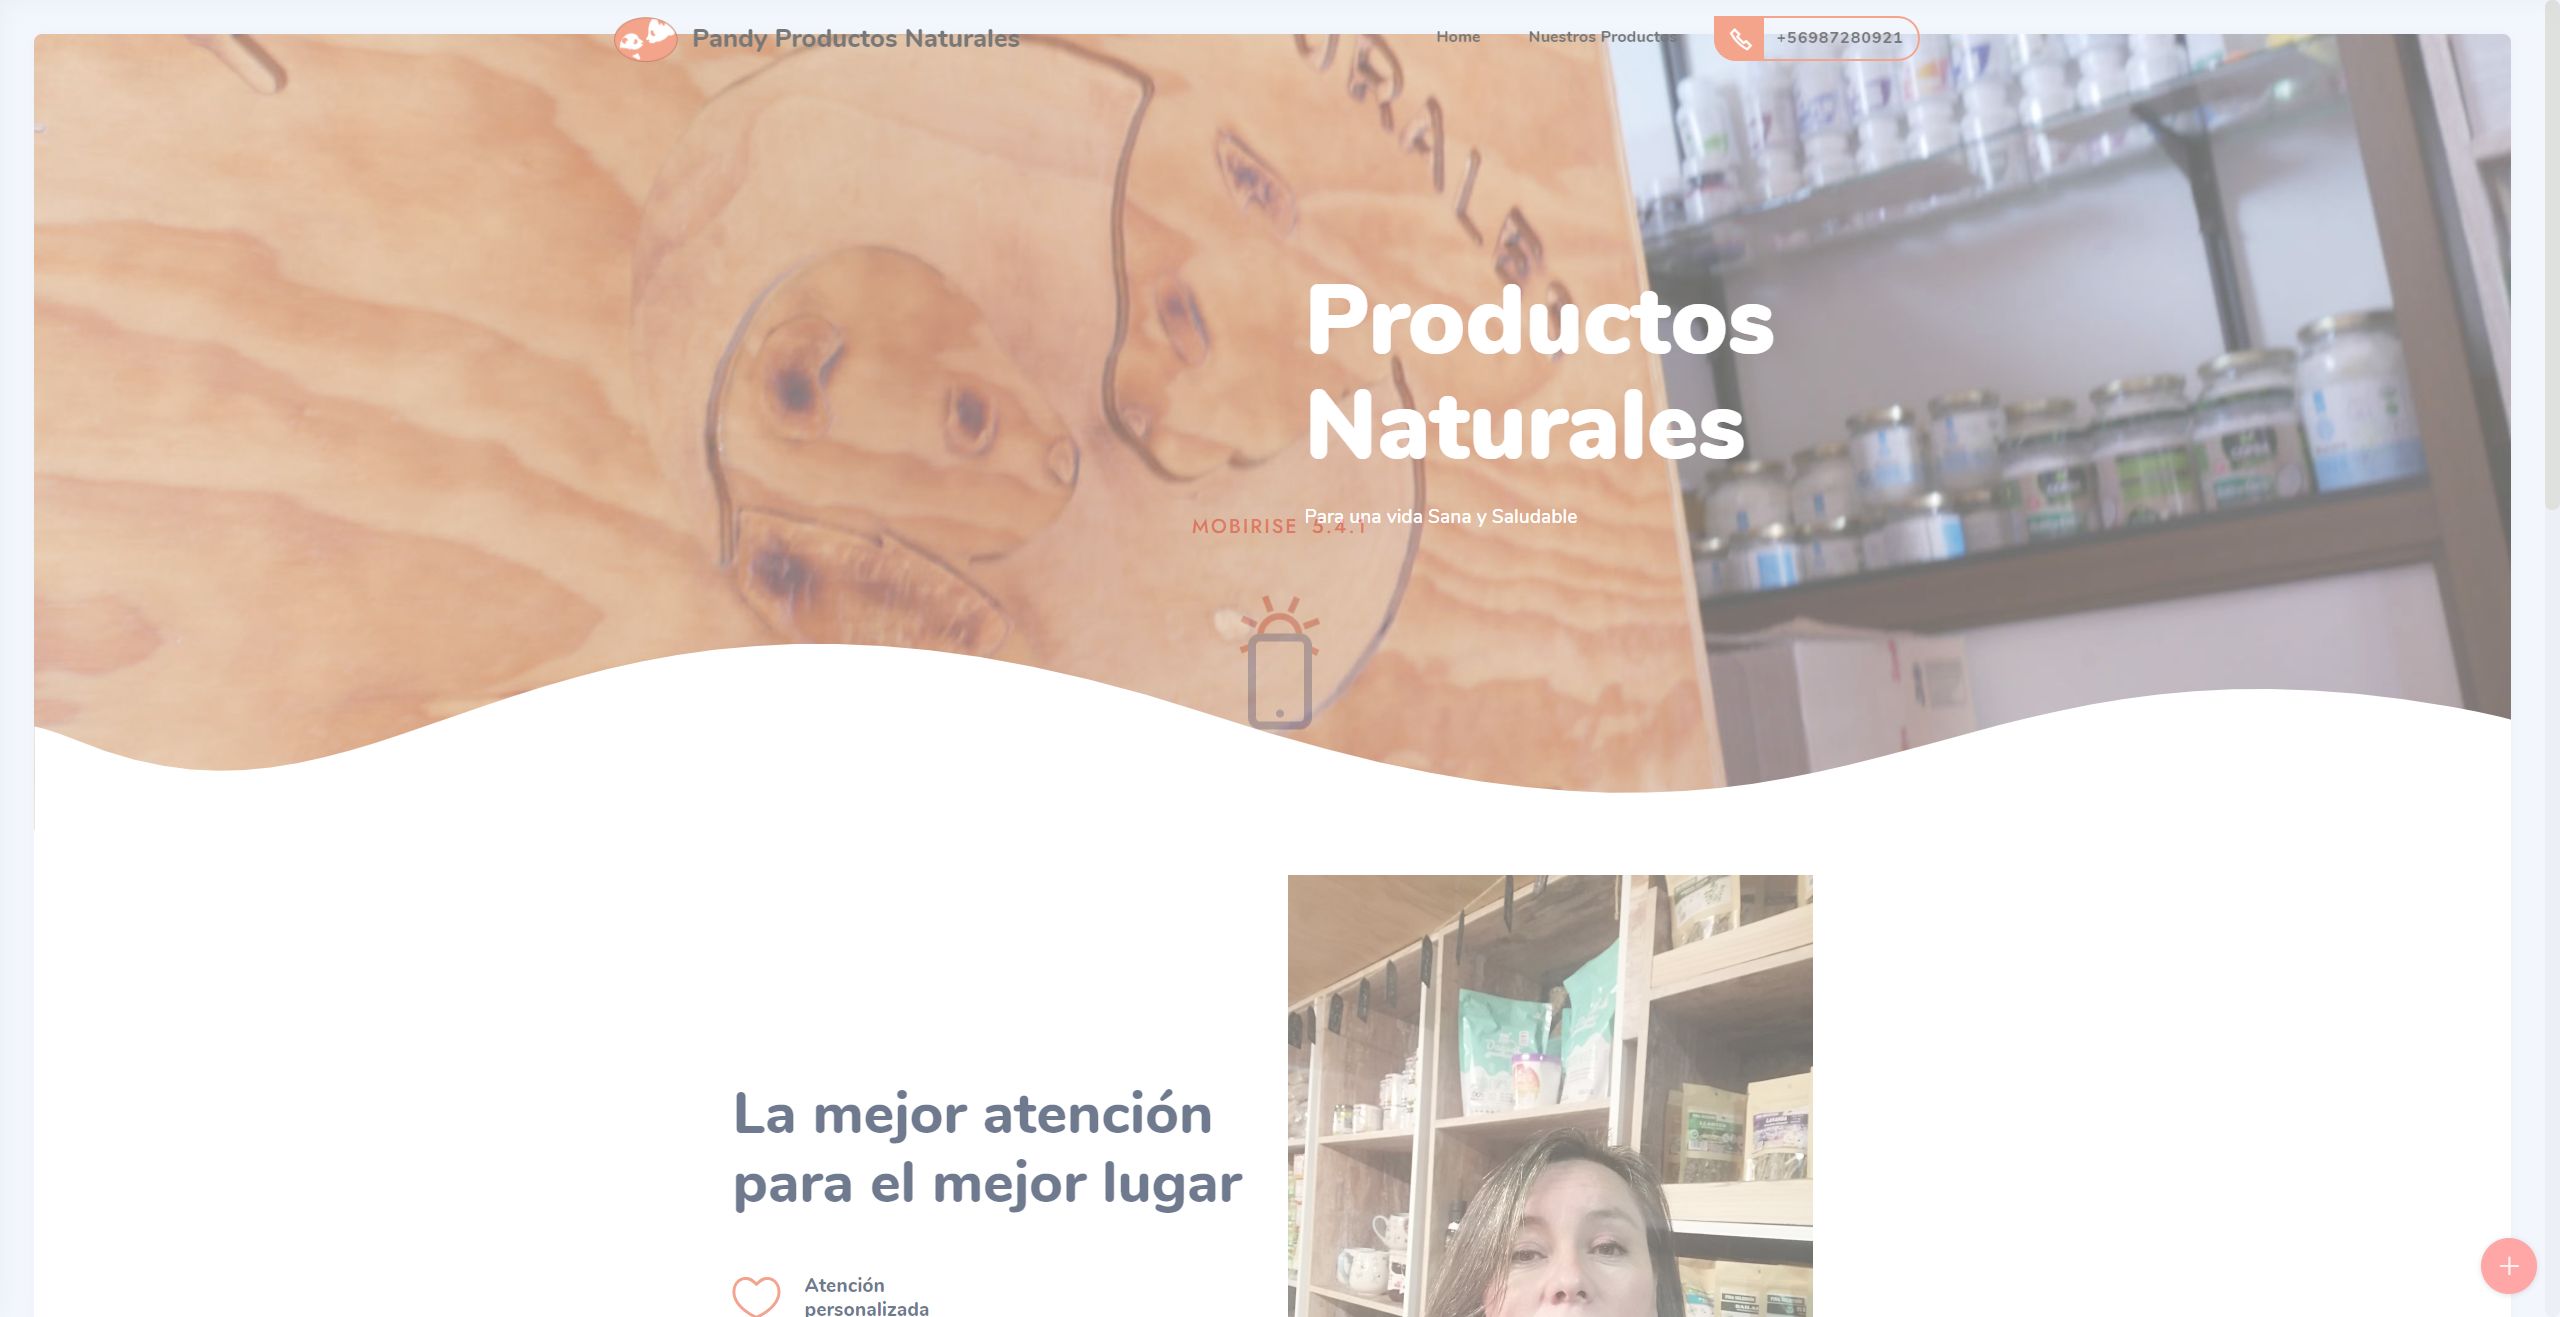 Pandy Productos Naturales
Home
Nuestros Productos
+56987280921
RALES
Productos
Naturales
Para una vida Sana y Saludable
MOBIRISE 5.4.1
La mejor atención
para el mejor lugar
Atención
personalizada